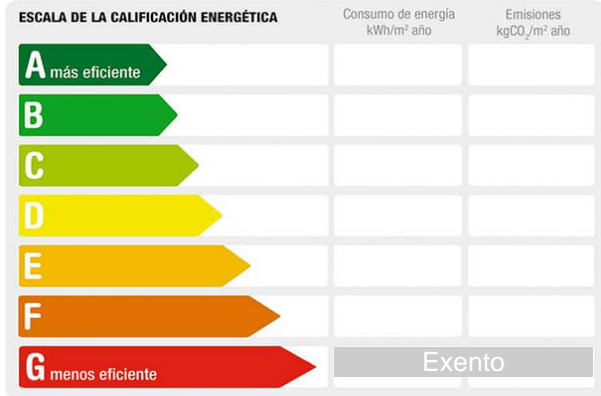 ESCALA DE LA CALIFICACIÓN ENERGÉTICA
Consumo de energía
kWh/m² año
Emisiones
kgCO₂/m² año
A más eficiente
B
C
D
E
F
G menos eficiente
Exento